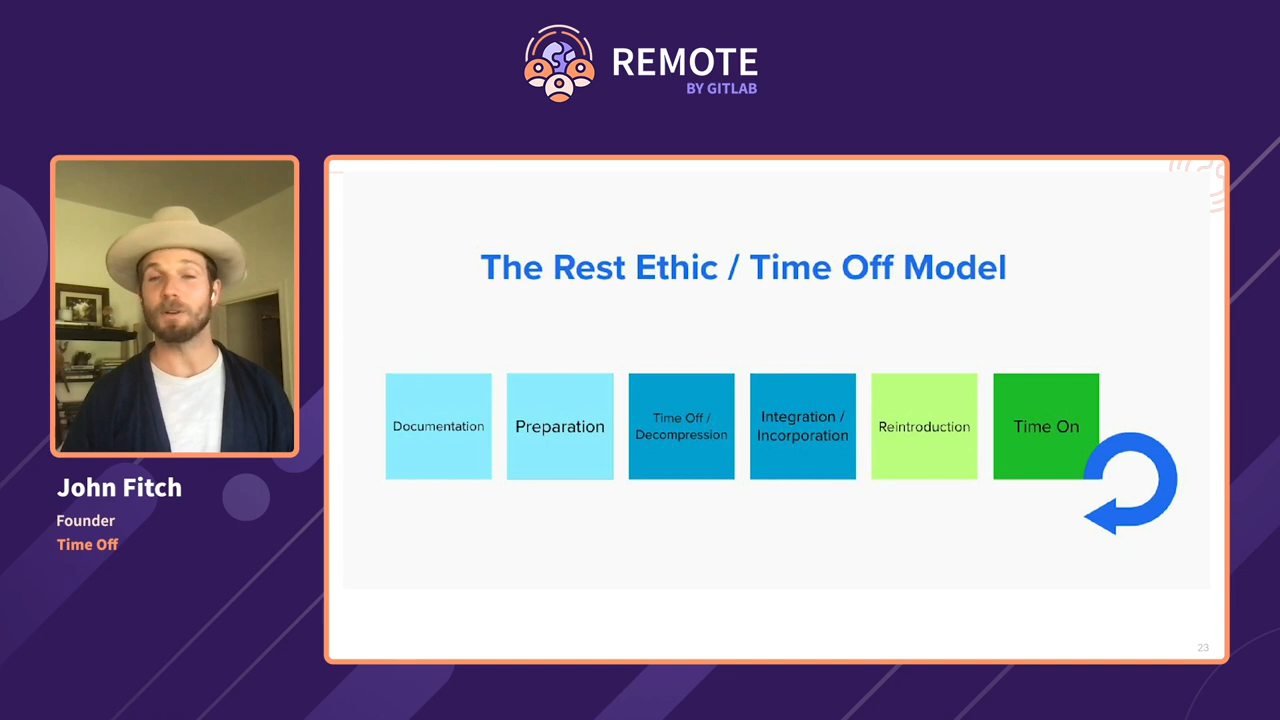 REMOTE
BY GITLAB
John Fitch
Founder
Time Off
The Rest Ethic / Time Off Model
Documentation
Preparation
Time Off /
Decompression
Integration /
Incorporation
Reintroduction
Time On
23